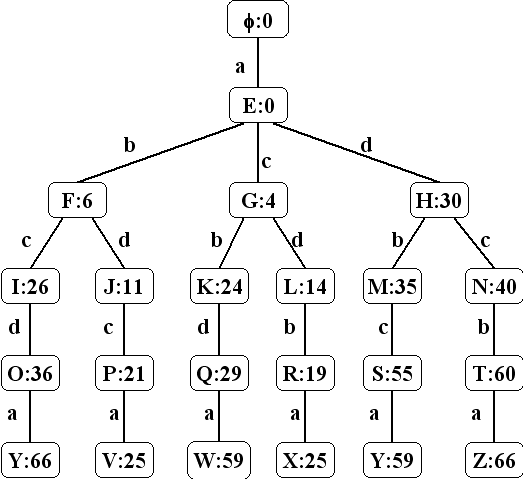 ϕ:0
a
E:0
b c d
F:6 G:4 H:30
c d b d b c
I:26 J:11 K:24 L:14 M:35 N:40
d c d b c b
O:36 P:21 Q:29 R:19 S:55 T:60
a a a a a a
Y:66 V:25 W:59 X:25 Y:59 Z:66